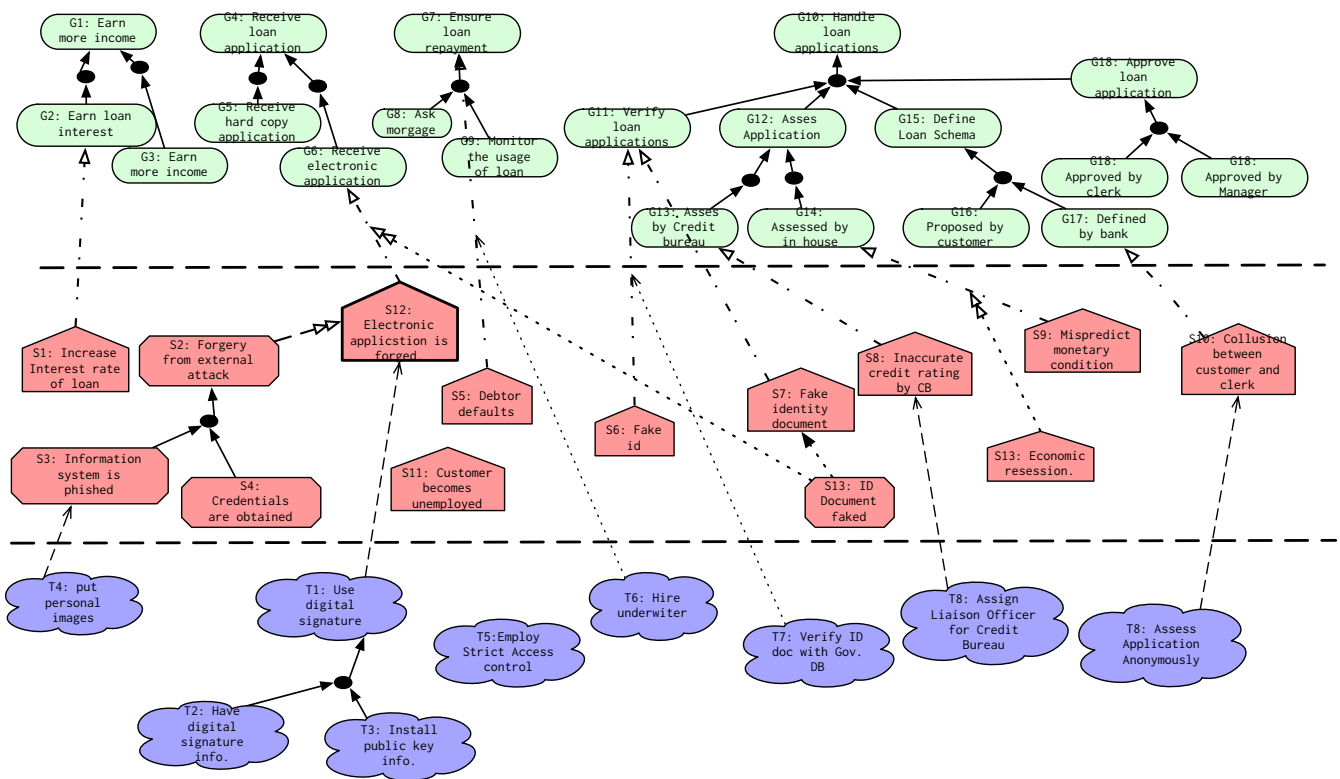 G1: Earn
more income
G4: Receive
loan
application
G7: Ensure
loan
repayment
G10: Handle
loan
applications
G18: Approve
loan
application
G2: Earn loan
interest
G5: Receive
hard copy
application
G8: Ask
morgage
G11: Verify
loan
applications
G12: Asses
Application
G15: Define
Loan Schema
G3: Earn
more income
G6: Receive
electronic
application
G9: Monitor
the usage
of loan
G18:
Approved by
clerk
G18:
Approved by
Manager
G13: Asses
by Credit
bureau
G14:
Assessed by
in house
G16:
Proposed by
customer
G17: Defined
by bank
S1: Increase
Interest rate
of loan
S2: Forgery
from external
attack
S12:
Electronic
applicstion is
forged.
S5: Debtor
defaults
S6: Fake
id
S7: Fake
identity
document
S8: Inaccurate
credit rating
by CB
S9: Mispredict
monetary
condition
S10: Collusion
between
customer and
clerk
S3: Information
system is
phished
S4:
Credentials
are obtained
S11: Customer
becomes
unemployed
S13: ID
Document
faked
S13: Economic
resession.
T4: put
personal
images
T1: Use
digital
signature
T5:Employ
Strict Access
control
T6: Hire
underwiter
T7: Verify ID
doc with Gov.
DB
T8: Assign
Liaison Officer
for Credit
Bureau
T8: Assess
Application
Anonymously
T2: Have
digital
signature
info.
T3: Install
public key
info.